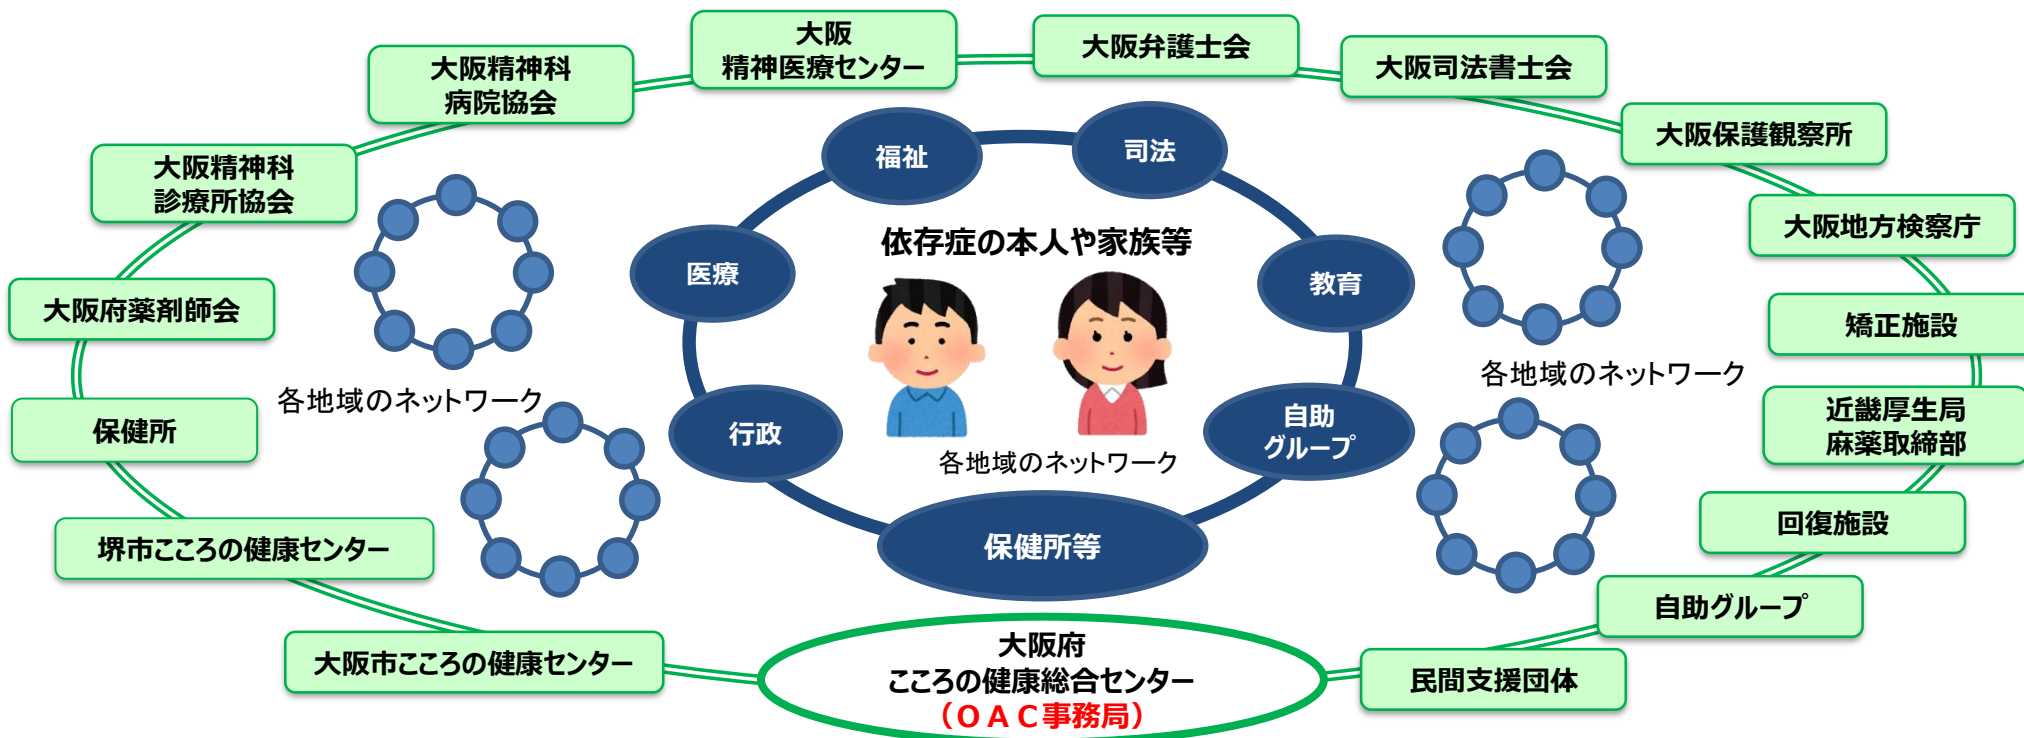 大阪
精神医療センター
大阪弁護士会
大阪司法書士会
大阪精神科
病院協会
大阪保護観察所
大阪精神科
診療所協会
大阪地方検察庁
大阪府薬剤師会
矯正施設
保健所
近畿厚生局
麻薬取締部
堺市こころの健康センター
回復施設
大阪市こころの健康センター
自助グループ
民間支援団体
大阪府
こころの健康総合センター
（ＯＡＣ事務局）
福祉
司法
医療
教育
行政
自助
グループ
保健所等
依存症の本人や家族等
各地域のネットワーク
各地域のネットワーク
各地域のネットワーク